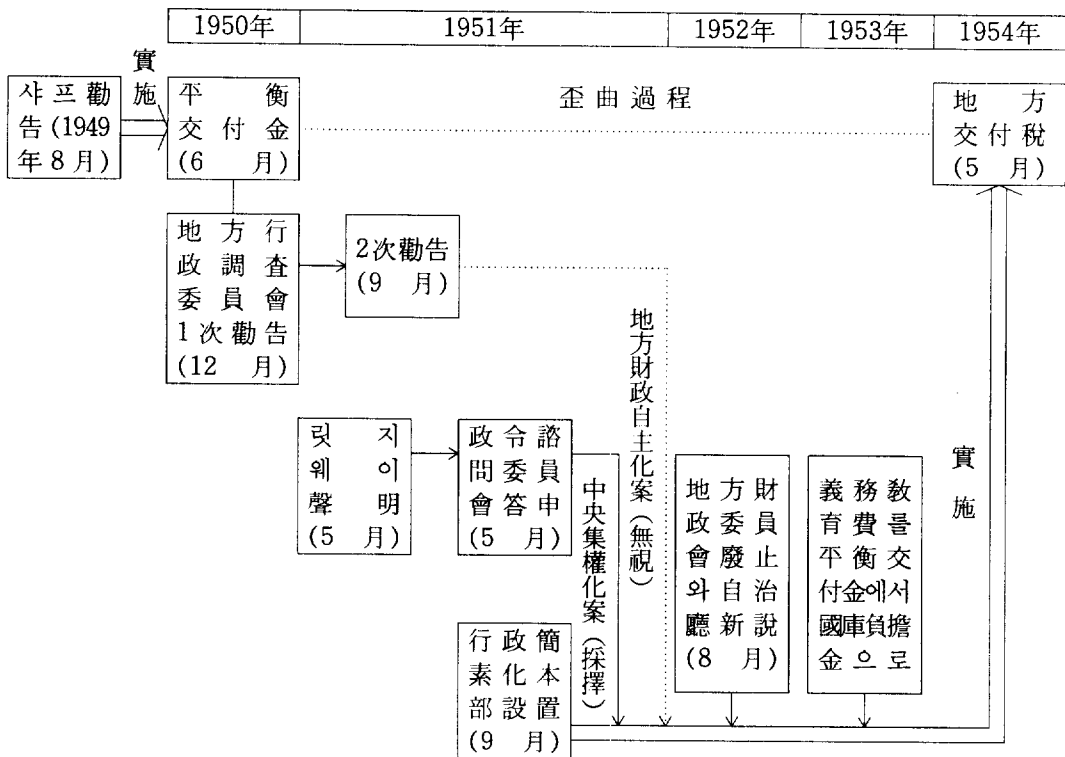 1950年 1951年 1952年 1953年 1954年
實
施
샤프勸
告(1949
年8月)
平 衡
交付金
(6 月)
歪曲過程
地 方
交付稅
(5 月)
地方行
政調査
委員會
1次勸告
(12 月)
2次勸告
(9 月)
地方財政自主化案(無視)
릿 지
웨 이
聲 明
(5 月)
政令諮
問委員
會答申
(5 月)
中央集權化案(採擇)
地方財
政委員
會廢止
와自治
廳新說
(8 月)
義務敎
育費를
平衡交
付金에서
國庫負擔
金으로
實
施
行政簡
素化本
部設置
(9 月)